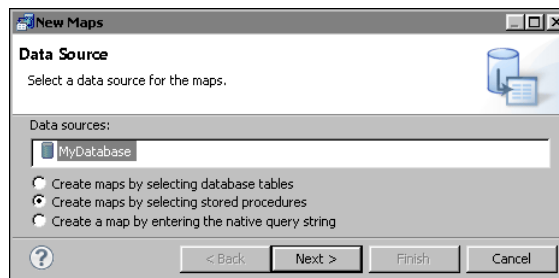 New Maps
Data Source
Select a data source for the maps.
Data sources:
MyDatabase
Create maps by selecting database tables
Create maps by selecting stored procedures
Create a map by entering the native query string
? < Back Next > Finish Cancel